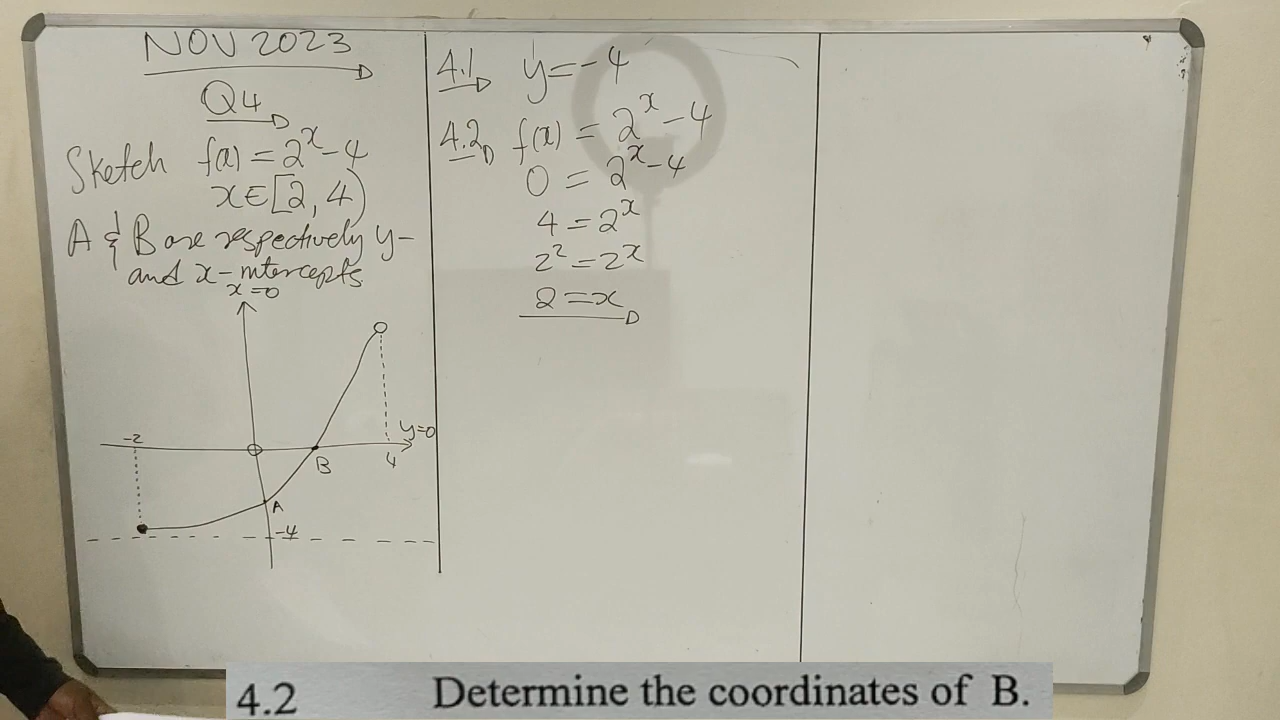 NOV 2023
Q4
Sketch f(x) = 2^x - 4
x ∈ [2, 4)
A & B are respectively y-
and x-intercepts
x=0
-2
y=0
B
4
A
-4
4.1 y = -4
4.2 f(x) = 2^x - 4
0 = 2^x - 4
4 = 2^x
2^2 = 2^x
2 = x
4.2 Determine the coordinates of B.